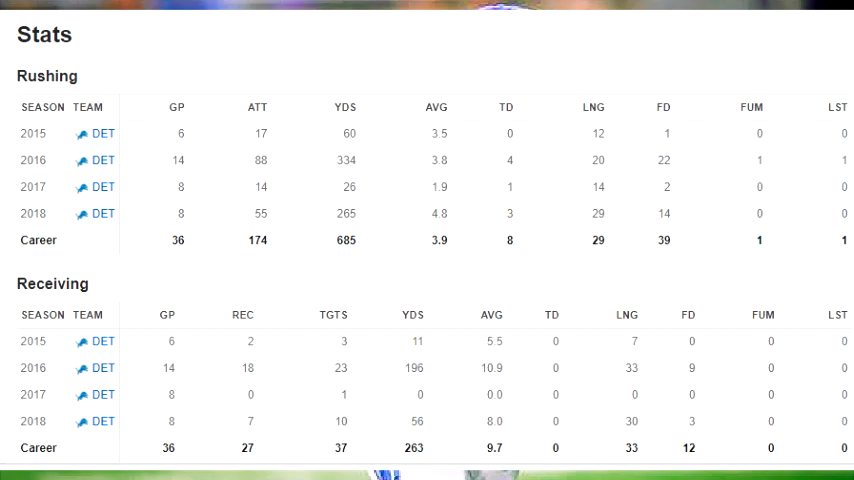 Stats
Rushing
SEASON TEAM GP ATT YDS AVG TD LNG FD FUM LST
2015 DET 6 17 60 3.5 0 12 1 0 0
2016 DET 14 88 334 3.8 4 20 22 1 1
2017 DET 8 14 26 1.9 1 14 2 0 0
2018 DET 8 55 265 4.8 3 29 14 0 0
Career 36 174 685 3.9 8 29 39 1 1
Receiving
SEASON TEAM GP REC TGTS YDS AVG TD LNG FD FUM LST
2015 DET 6 2 3 11 5.5 0 7 0 0 0
2016 DET 14 18 23 196 10.9 0 33 9 0 0
2017 DET 8 0 1 0 0.0 0 0 0 0 0
2018 DET 8 7 10 56 8.0 0 30 3 0 0
Career 36 27 37 263 9.7 0 33 12 0 0